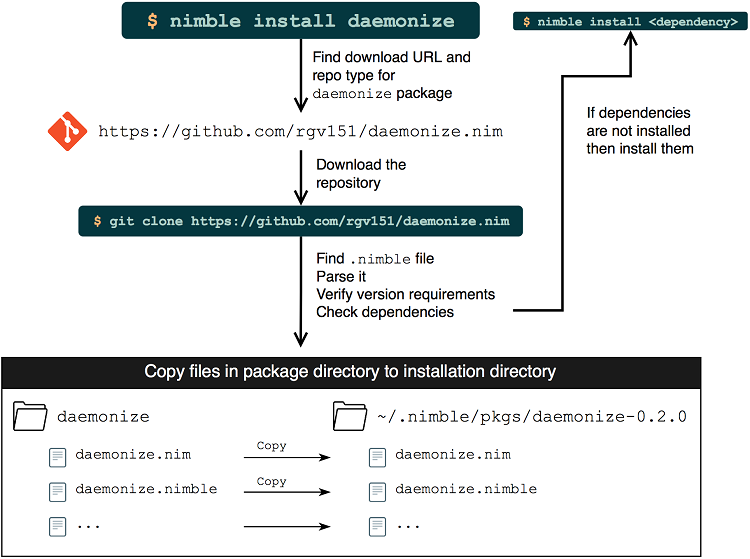 $ nimble install daemonize
$ nimble install <dependency>
Find download URL and
repo type for
daemonize package
https://github.com/rgv151/daemonize.nim
If dependencies
are not installed
then install them
Download the
repository
$ git clone https://github.com/rgv151/daemonize.nim
Find .nimble file
Parse it
Verify version requirements
Check dependencies
Copy files in package directory to installation directory
daemonize
~/.nimble/pkgs/daemonize-0.2.0
daemonize.nim
Copy
daemonize.nim
daemonize.nimble
Copy
daemonize.nimble
...
...